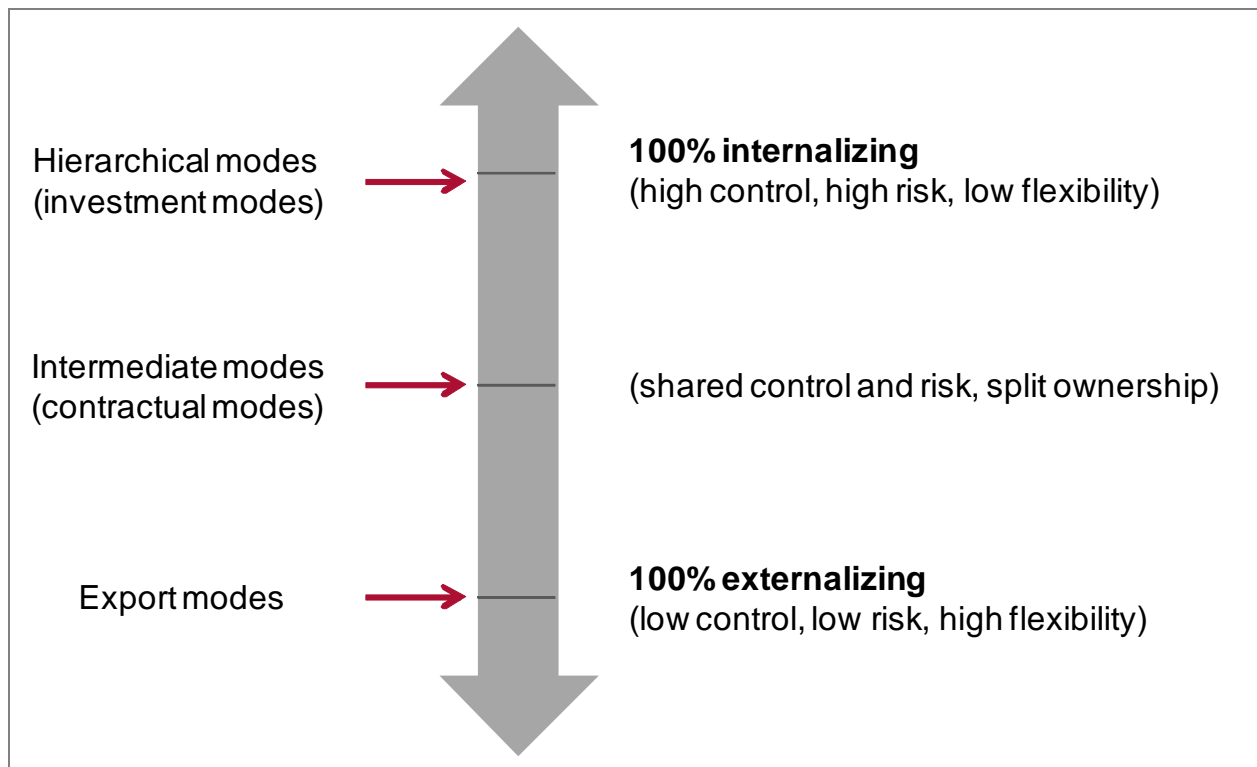 Hierarchical modes
(investment modes)
100% internalizing
(high control, high risk, low flexibility)
Intermediate modes
(contractual modes)
(shared control and risk, split ownership)
Export modes
100% externalizing
(low control, low risk, high flexibility)